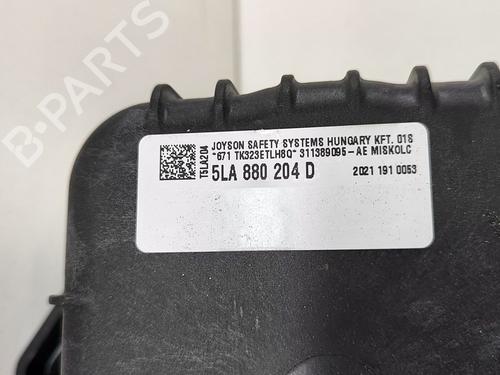 B-PARTS
T5LA204
JOYSON SAFETY SYSTEMS HUNGARY KFT. 01S
*671 TK323ETLH8Q* 311389095-AE MISKOLC
5LA 880 204 D
2021 191 0053